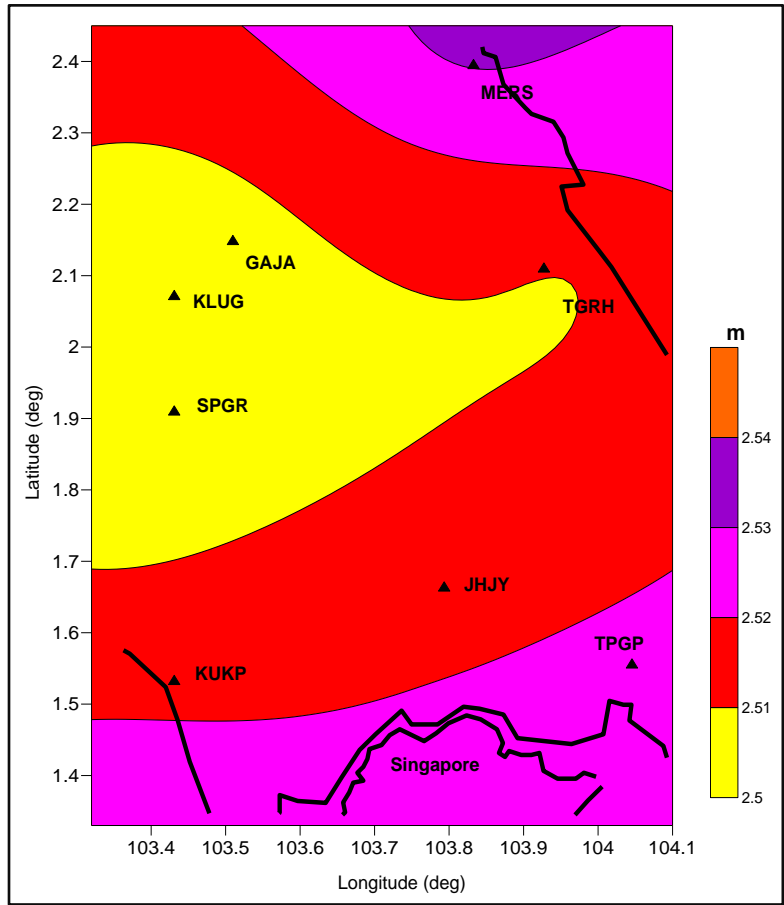 2.4
MERS
2.3
2.2
GAJA
2.1
KLUG
TGRH
m
2
SPGR
1.9
2.54
Latitude (deg)
1.8
2.53
1.7
2.52
JHJY
1.6
TPGP
KUKP
2.51
1.5
Singapore
1.4
2.5
103.4 103.5 103.6 103.7 103.8 103.9 104 104.1
Longitude (deg)